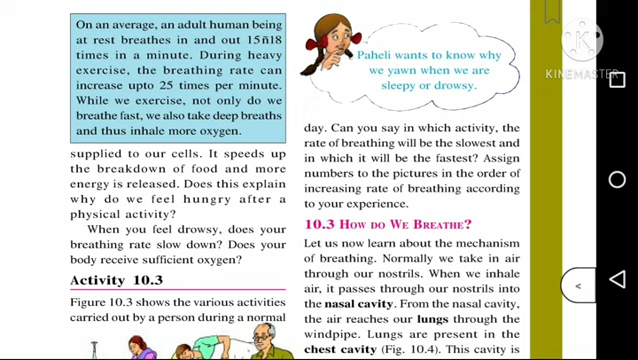 On an average, an adult human being
at rest breathes in and out 15ñ18
times in a minute. During heavy
exercise, the breathing rate can
increase upto 25 times per minute.
While we exercise, not only do we
breathe fast, we also take deep breaths
and thus inhale more oxygen.
supplied to our cells. It speeds up
the breakdown of food and more
energy is released. Does this explain
why do we feel hungry after a
physical activity?
When you feel drowsy, does your
breathing rate slow down? Does your
body receive sufficient oxygen?
Activity 10.3
Figure 10.3 shows the various activities
carried out by a person during a normal
Paheli wants to know why
we yawn when we are
sleepy or drowsy.
day. Can you say in which activity, the
rate of breathing will be the slowest and
in which it will be the fastest? Assign
numbers to the pictures in the order of
increasing rate of breathing according
to your experience.
10.3 HOW DO WE BREATHE?
Let us now learn about the mechanism
of breathing. Normally we take in air
through our nostrils. When we inhale
air, it passes through our nostrils into
the nasal cavity. From the nasal cavity,
the air reaches our lungs through the
windpipe. Lungs are present in the
chest cavity (Fig. 10.4). This cavity is
KINEMASTER